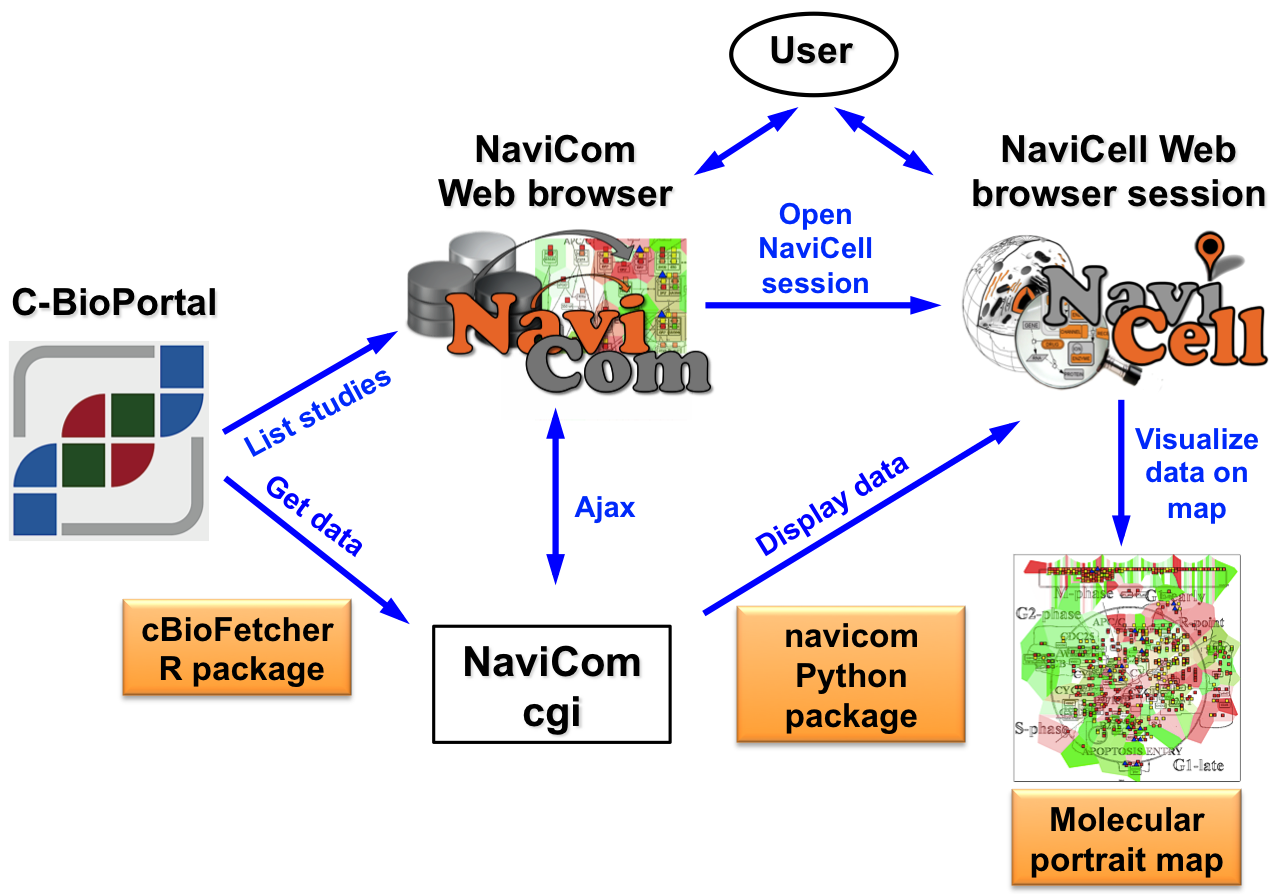 User
NaviCom
Web browser
NaviCell Web
browser session
Open
NaviCell
session
C-BioPortal
Navi
Com
Navi
Cell
List studies
Get data
Ajax
Display data
Visualize
data on
map
cBioFetcher
R package
NaviCom
cgi
navicom
Python
package
M-phase
G1-early
G2-phase
R-point
S-phase
APOPTOSIS ENTRY
G1-late
Molecular
portrait map